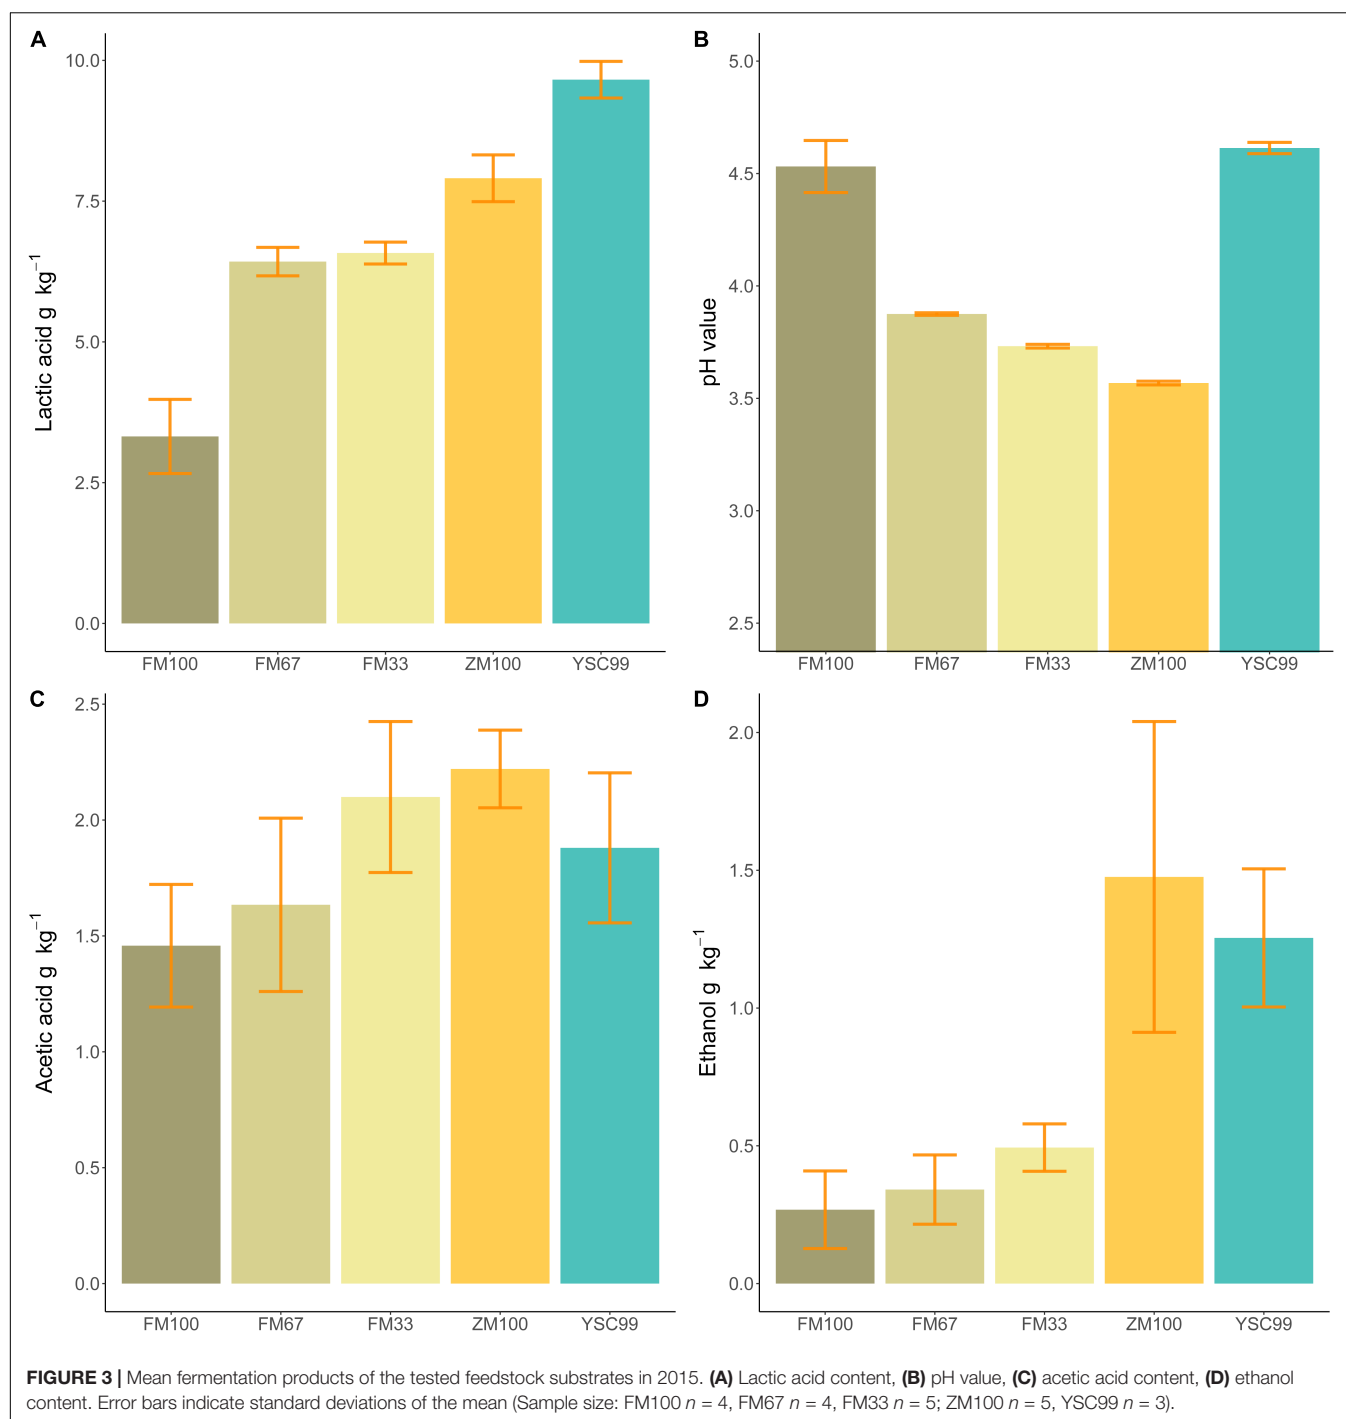 A
Lactic acid g kg⁻¹
10.0
7.5
5.0
2.5
0.0
FM100 FM67 FM33 ZM100 YSC99
B
pH value
5.0
4.5
4.0
3.5
3.0
2.5
FM100 FM67 FM33 ZM100 YSC99
C
Acetic acid g kg⁻¹
2.5
2.0
1.5
1.0
0.5
0.0
FM100 FM67 FM33 ZM100 YSC99
D
Ethanol g kg⁻¹
2.0
1.5
1.0
0.5
0.0
FM100 FM67 FM33 ZM100 YSC99
FIGURE 3 | Mean fermentation products of the tested feedstock substrates in 2015. (A) Lactic acid content, (B) pH value, (C) acetic acid content, (D) ethanol
content. Error bars indicate standard deviations of the mean (Sample size: FM100 n = 4, FM67 n = 4, FM33 n = 5; ZM100 n = 5, YSC99 n = 3).